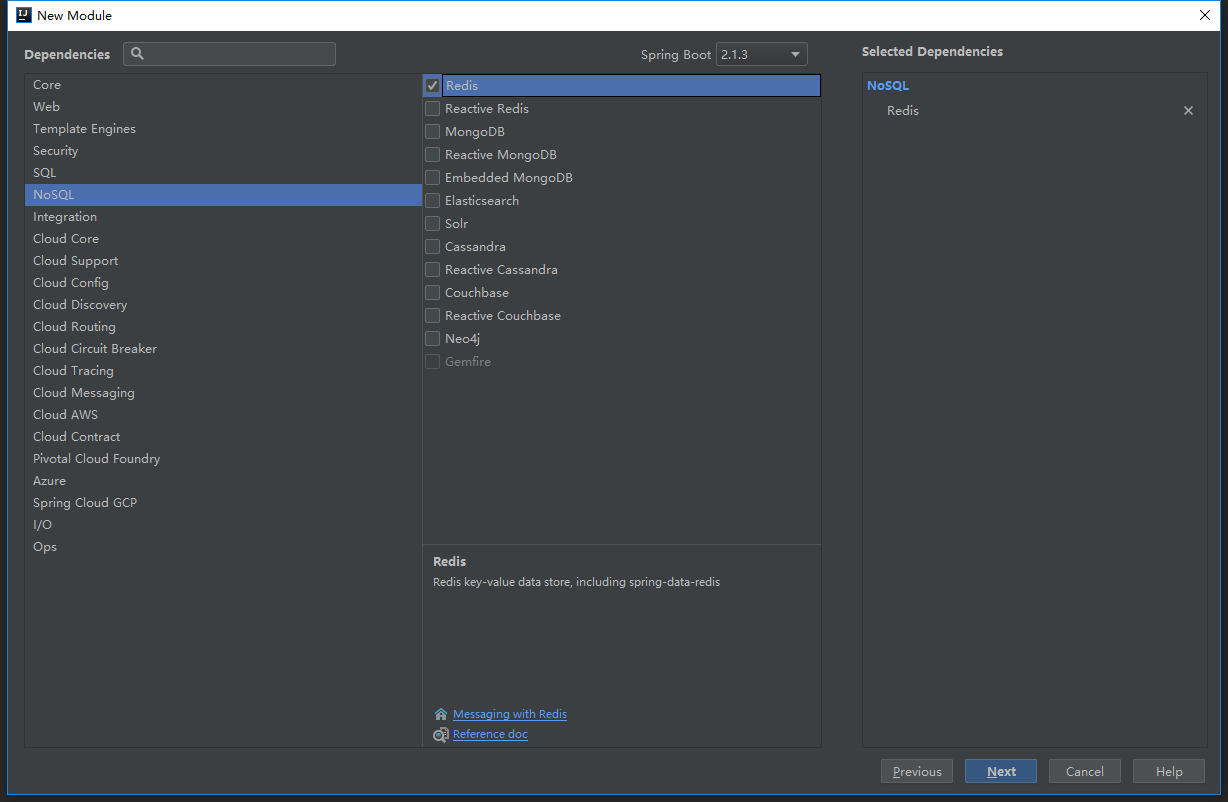 New Module
Dependencies
Spring Boot 2.1.3
Selected Dependencies
Core
Web
Template Engines
Security
SQL
NoSQL
Integration
Cloud Core
Cloud Support
Cloud Config
Cloud Discovery
Cloud Routing
Cloud Circuit Breaker
Cloud Tracing
Cloud Messaging
Cloud AWS
Cloud Contract
Pivotal Cloud Foundry
Azure
Spring Cloud GCP
I/O
Ops
Redis
Reactive Redis
MongoDB
Reactive MongoDB
Embedded MongoDB
Elasticsearch
Solr
Cassandra
Reactive Cassandra
Couchbase
Reactive Couchbase
Neo4j
Gemfire
Redis
Redis key-value data store, including spring-data-redis
Messaging with Redis
Reference doc
NoSQL
Redis
Previous
Next
Cancel
Help